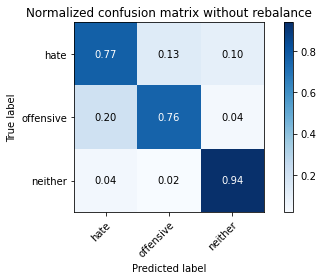 Normalized confusion matrix without rebalance
True label
hate
0.77 0.13 0.10
offensive
0.20 0.76 0.04
neither
0.04 0.02 0.94
hate offensive neither
Predicted label
0.8
0.6
0.4
0.2